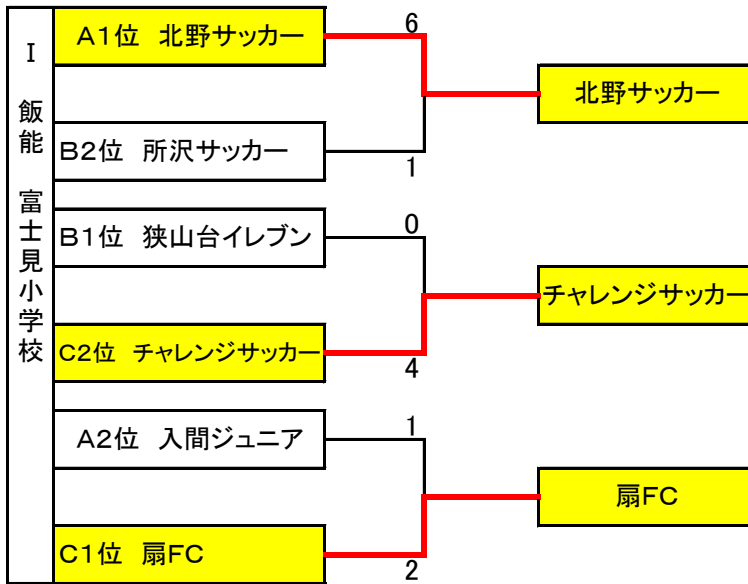 I 飯能 富士見小学校
A1位 北野サッカー
6
北野サッカー
B2位 所沢サッカー
1
B1位 狭山台イレブン
0
チャレンジサッカー
C2位 チャレンジサッカー
4
A2位 入間ジュニア
1
扇FC
C1位 扇FC
2